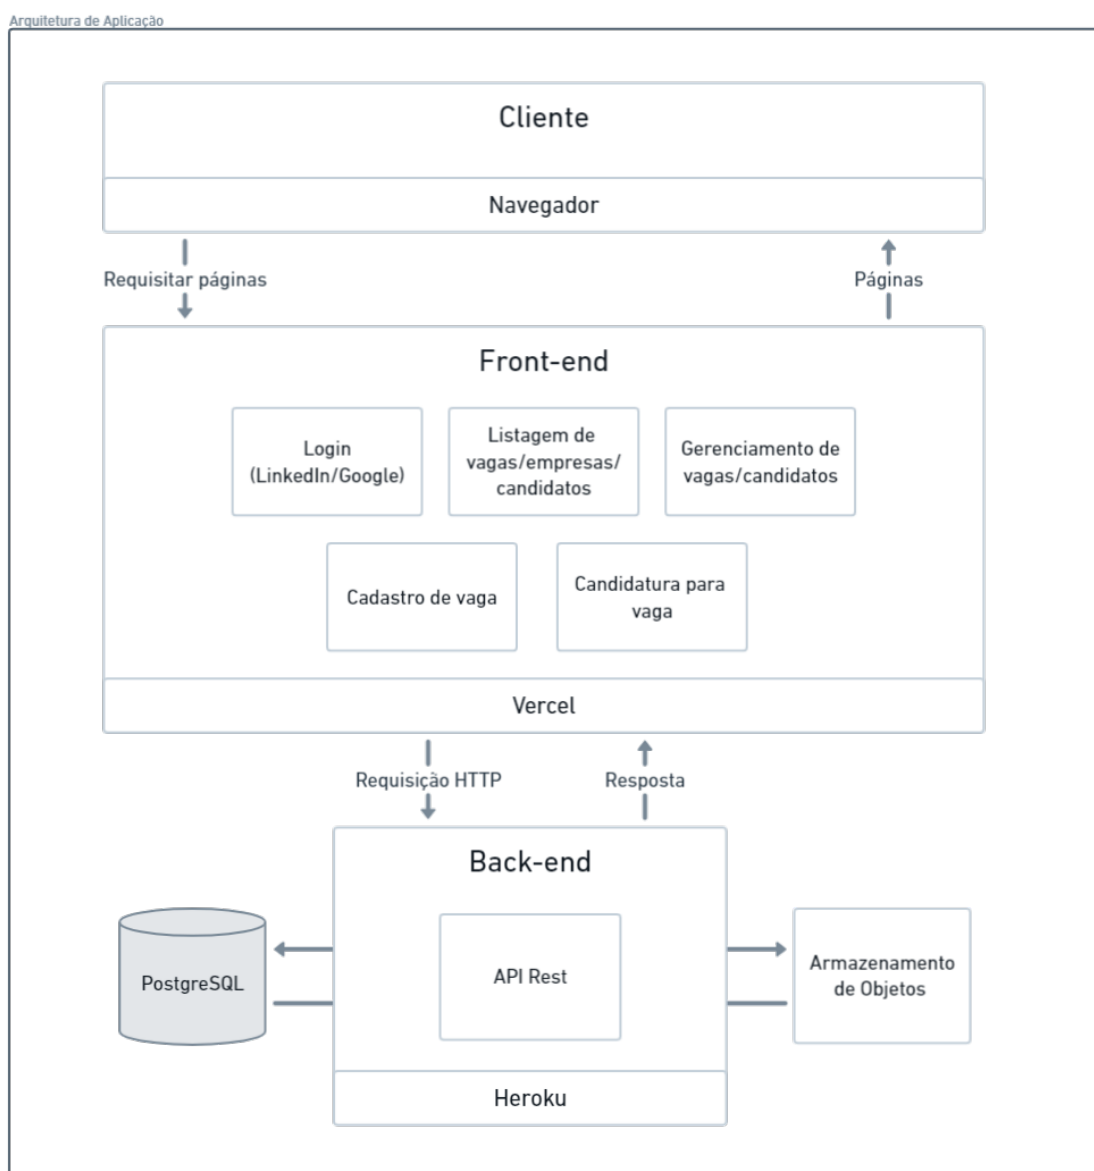 Arquitetura de Aplicação
Cliente
Navegador
Requisitar páginas
Páginas
Front-end
Login
(LinkedIn/Google)
Listagem de
vagas/empresas/
candidatos
Gerenciamento de
vagas/candidatos
Cadastro de vaga
Candidatura para
vaga
Vercel
Requisição HTTP
Resposta
Back-end
PostgreSQL
API Rest
Armazenamento
de Objetos
Heroku